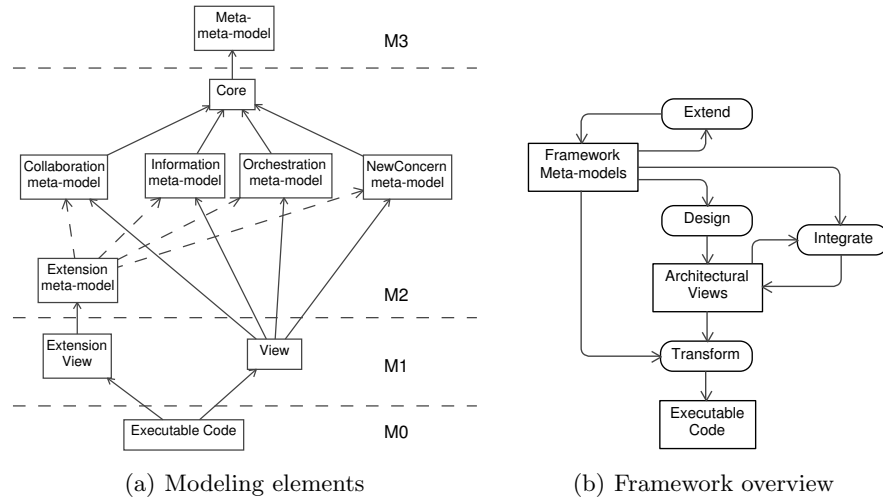 Meta-
meta-model
M3
Core
Collaboration
meta-model
Information
meta-model
Orchestration
meta-model
NewConcern
meta-model
Extension
meta-model
M2
Extension
View
View
M1
Executable Code
M0
(a) Modeling elements
Extend
Framework
Meta-models
Design
Integrate
Architectural
Views
Transform
Executable
Code
(b) Framework overview